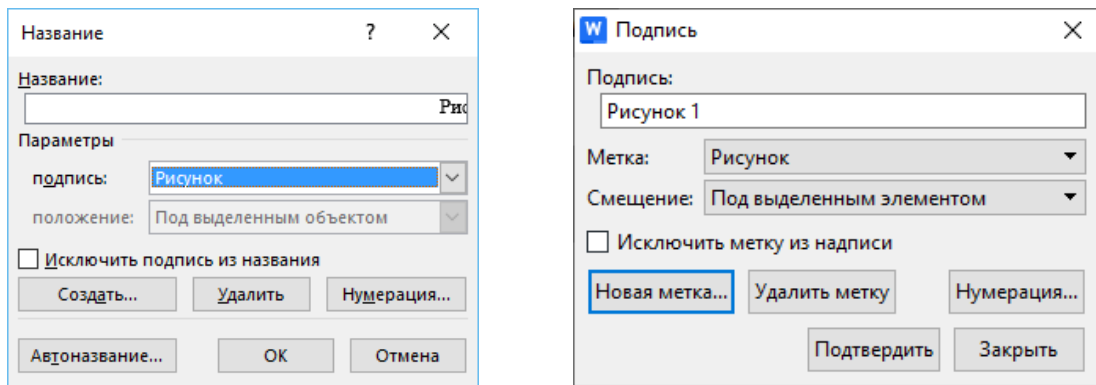 Название ? ×
Название:
Рис
Параметры
подпись: Рисунок
положение: Под выделенным объектом
Исключить подпись из названия
Создать... Удалить Нумерация...
Автоназвание... ОК Отмена
W Подпись ×
Подпись:
Рисунок 1
Метка: Рисунок
Смещение: Под выделенным элементом
Исключить метку из надписи
Новая метка... Удалить метку Нумерация...
Подтвердить Закрыть